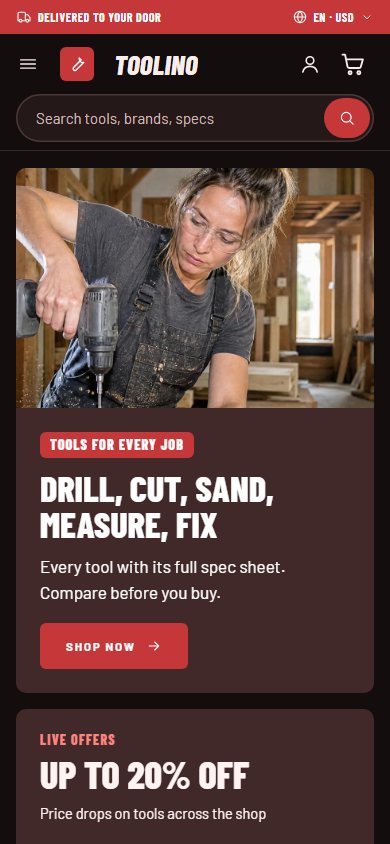 DELIVERED TO YOUR DOOR
EN · USD
TOOLINO
Search tools, brands, specs
TOOLS FOR EVERY JOB
DRILL, CUT, SAND,
MEASURE, FIX
Every tool with its full spec sheet.
Compare before you buy.
SHOP NOW
LIVE OFFERS
UP TO 20% OFF
Price drops on tools across the shop